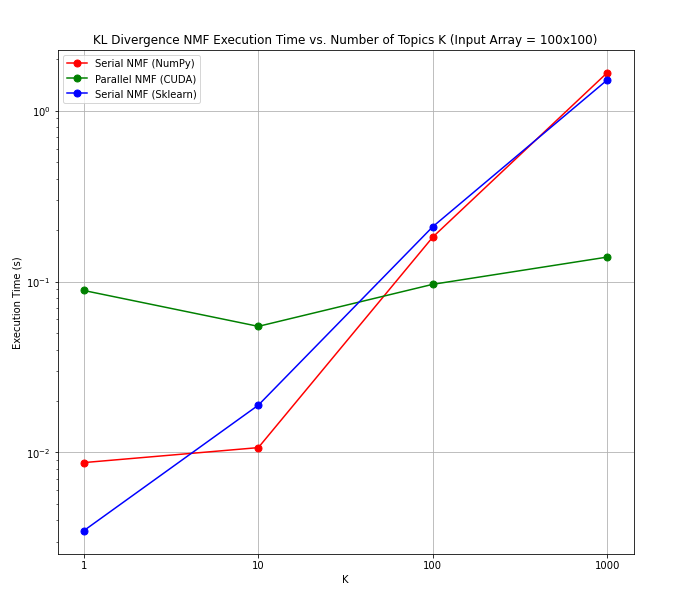 KL Divergence NMF Execution Time vs. Number of Topics K (Input Array = 100x100)
Serial NMF (NumPy)
Parallel NMF (CUDA)
Serial NMF (Sklearn)
Execution Time (s)
10⁰
10⁻¹
10⁻²
1 10 100 1000
K